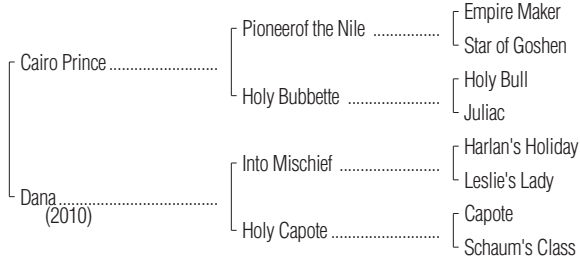 Empire Maker
Pioneerof the Nile ................
Star of Goshen
Cairo Prince ..........................
Holy Bull
Holy Bubbette ......................
Juliac
Harlan's Holiday
Into Mischief ........................
Leslie's Lady
Dana......................................
(2010)
Capote
Holy Capote ..........................
Schaum's Class